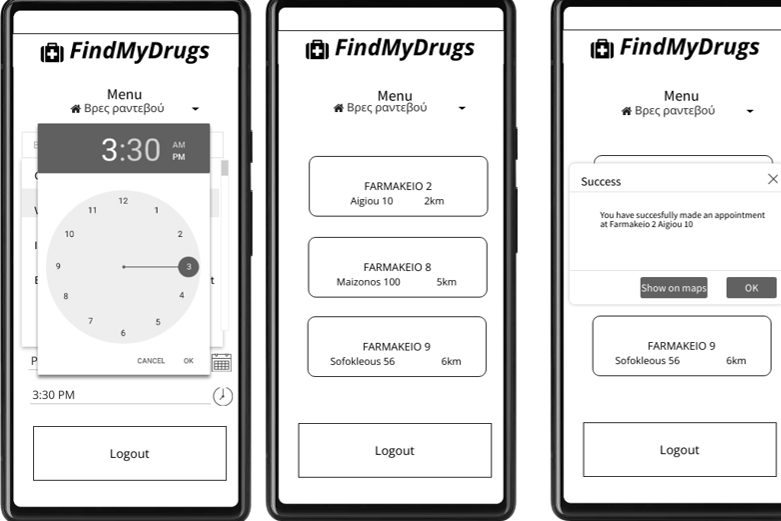 FindMyDrugs
Menu
Βρες ραντεβού
3:30
AM
PM
12
11
1
10
2
9
3
8
4
7
5
6
CANCEL
OK
3:30 PM
Logout
FindMyDrugs
Menu
Βρες ραντεβού
FARMAKEIO 2
Aigiou 10 2km
FARMAKEIO 8
Maizonos 100 5km
FARMAKEIO 9
Sofokleous 56 6km
Logout
FindMyDrugs
Menu
Βρες ραντεβού
Success
You have succesfully made an appointment
at Farmakeio 2 Aigiou 10
Show on maps
OK
FARMAKEIO 9
Sofokleous 56 6km
Logout